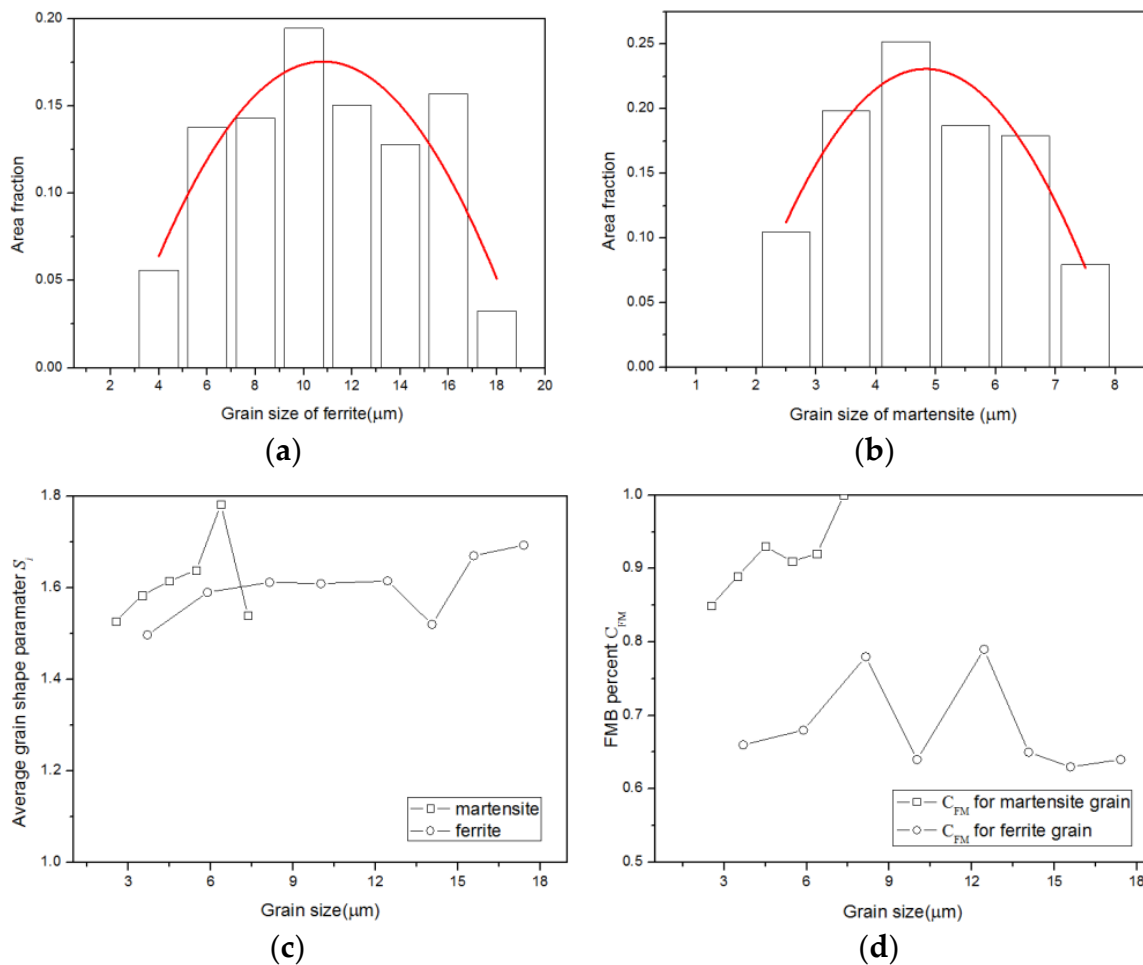 0.20
0.15
0.10
0.05
0.00
Area fraction
2 4 6 8 10 12 14 16 18 20
Grain size of ferrite(μm)
(a)
0.25
0.20
0.15
0.10
0.05
0.00
Area fraction
1 2 3 4 5 6 7 8
Grain size of martensite (μm)
(b)
1.8
1.6
1.4
1.2
1.0
Average grain shape paramater Si
martensite
ferrite
3 6 9 12 15 18
Grain size(μm)
(c)
1.0
0.9
0.8
0.7
0.6
0.5
FMB percent CFM
CFM for martensite grain
CFM for ferrite grain
3 6 9 12 15 18
Grain size(μm)
(d)